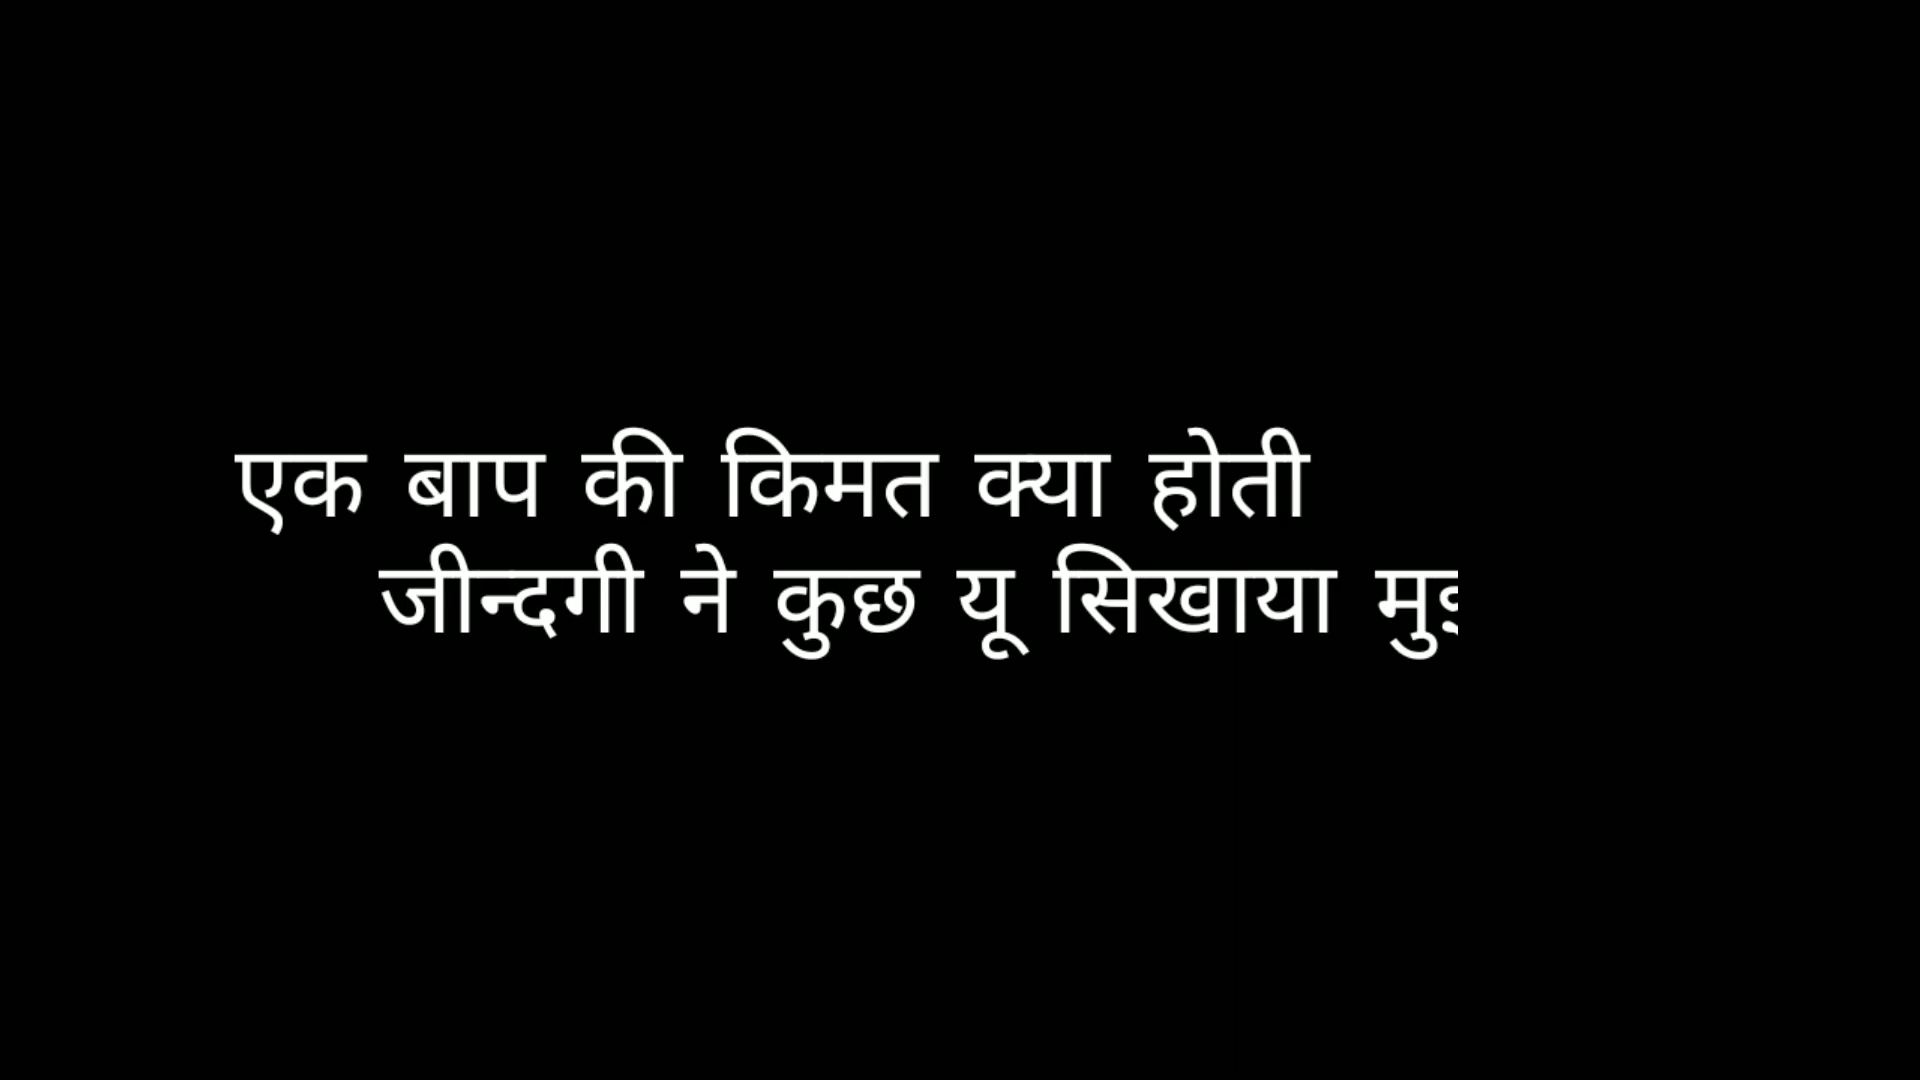 एक बाप की किमत क्या होती
जीन्दगी ने कुछ यू सिखाया